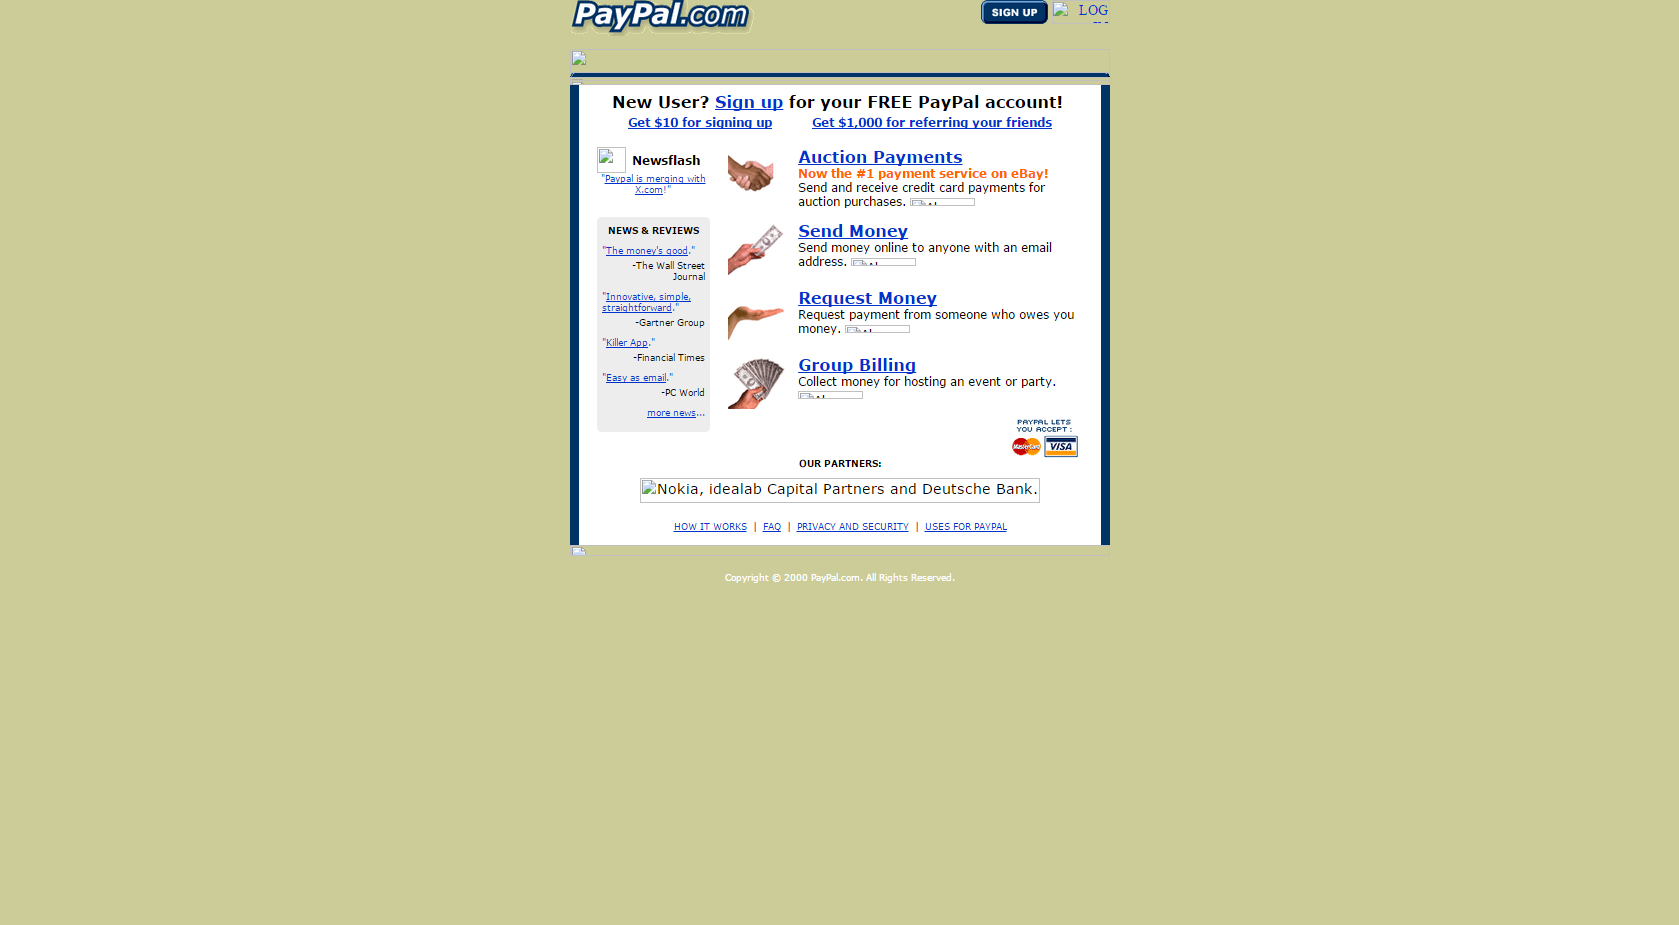 PayPal.com
SIGN UP
LOG
New User? Sign up for your FREE PayPal account!
Get $10 for signing up
Get $1,000 for referring your friends
Newsflash
"Paypal is merging with
X.com!"
NEWS & REVIEWS
"The money's good."
-The Wall Street
Journal
"Innovative, simple,
straightforward."
-Gartner Group
"Killer App."
-Financial Times
"Easy as email."
-PC World
more news...
Auction Payments
Now the #1 payment service on eBay!
Send and receive credit card payments for
auction purchases.
Send Money
Send money online to anyone with an email
address.
Request Money
Request payment from someone who owes you
money.
Group Billing
Collect money for hosting an event or party.
PAYPAL LETS
YOU ACCEPT :
MasterCard VISA
OUR PARTNERS:
Nokia, idealab Capital Partners and Deutsche Bank.
HOW IT WORKS | FAQ | PRIVACY AND SECURITY | USES FOR PAYPAL
Copyright © 2000 PayPal.com. All Rights Reserved.